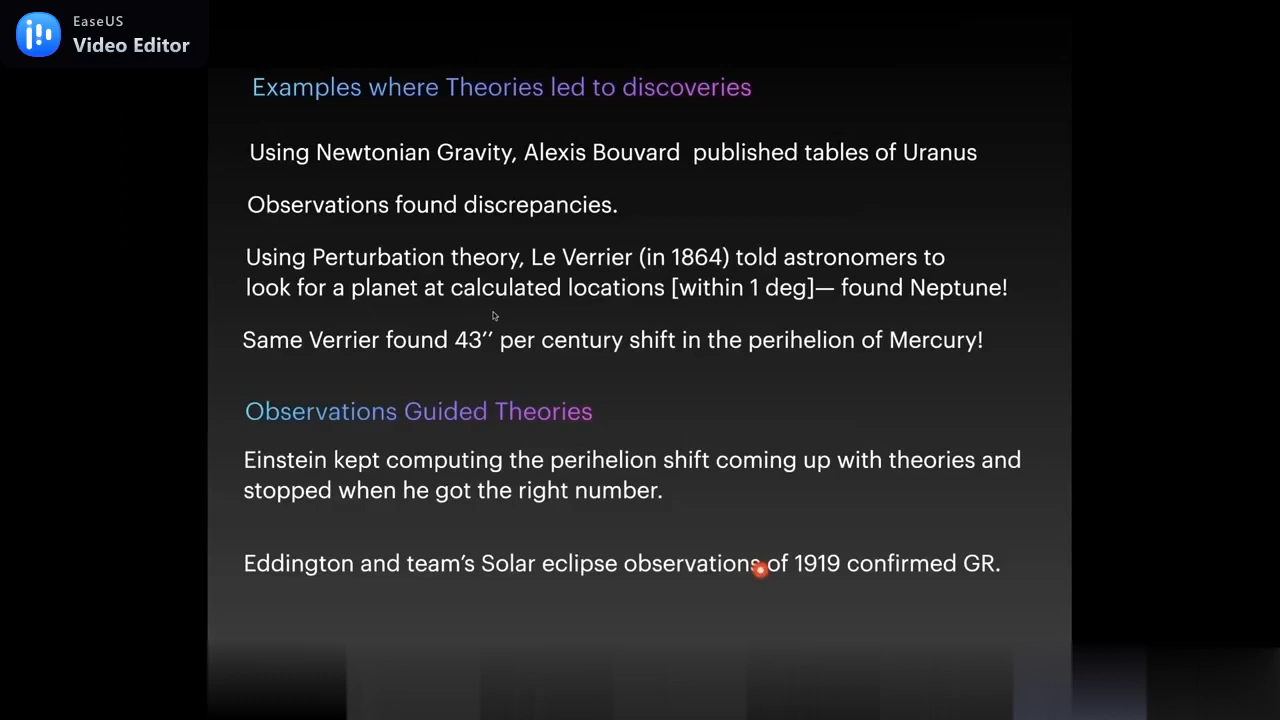 EaseUS
Video Editor
Examples where Theories led to discoveries
Using Newtonian Gravity, Alexis Bouvard published tables of Uranus
Observations found discrepancies.
Using Perturbation theory, Le Verrier (in 1864) told astronomers to
look for a planet at calculated locations [within 1 deg]— found Neptune!
Same Verrier found 43’’ per century shift in the perihelion of Mercury!
Observations Guided Theories
Einstein kept computing the perihelion shift coming up with theories and
stopped when he got the right number.
Eddington and team’s Solar eclipse observations of 1919 confirmed GR.